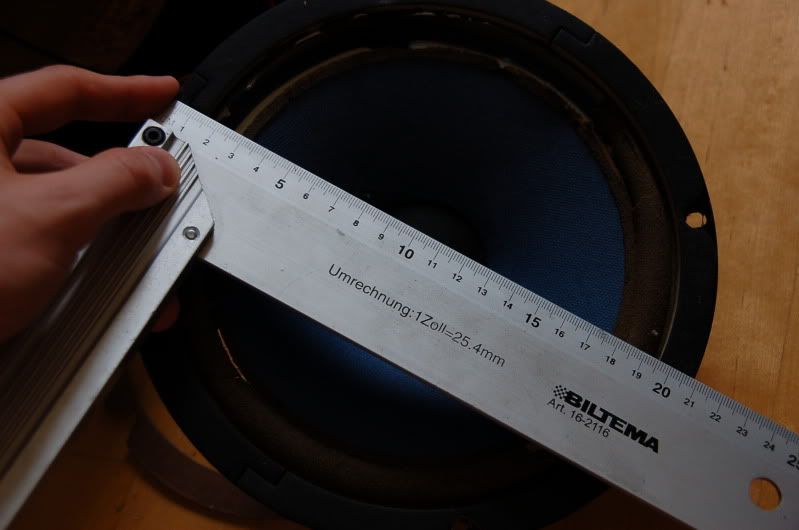 1 2 3 4 5 6 7 8 9 10 11 12 13 14 15 16 17 18 19 20 21 22 23 24 25
Umrechnung:1Zoll=25.4mm
BILTEMA
Art. 16-2116